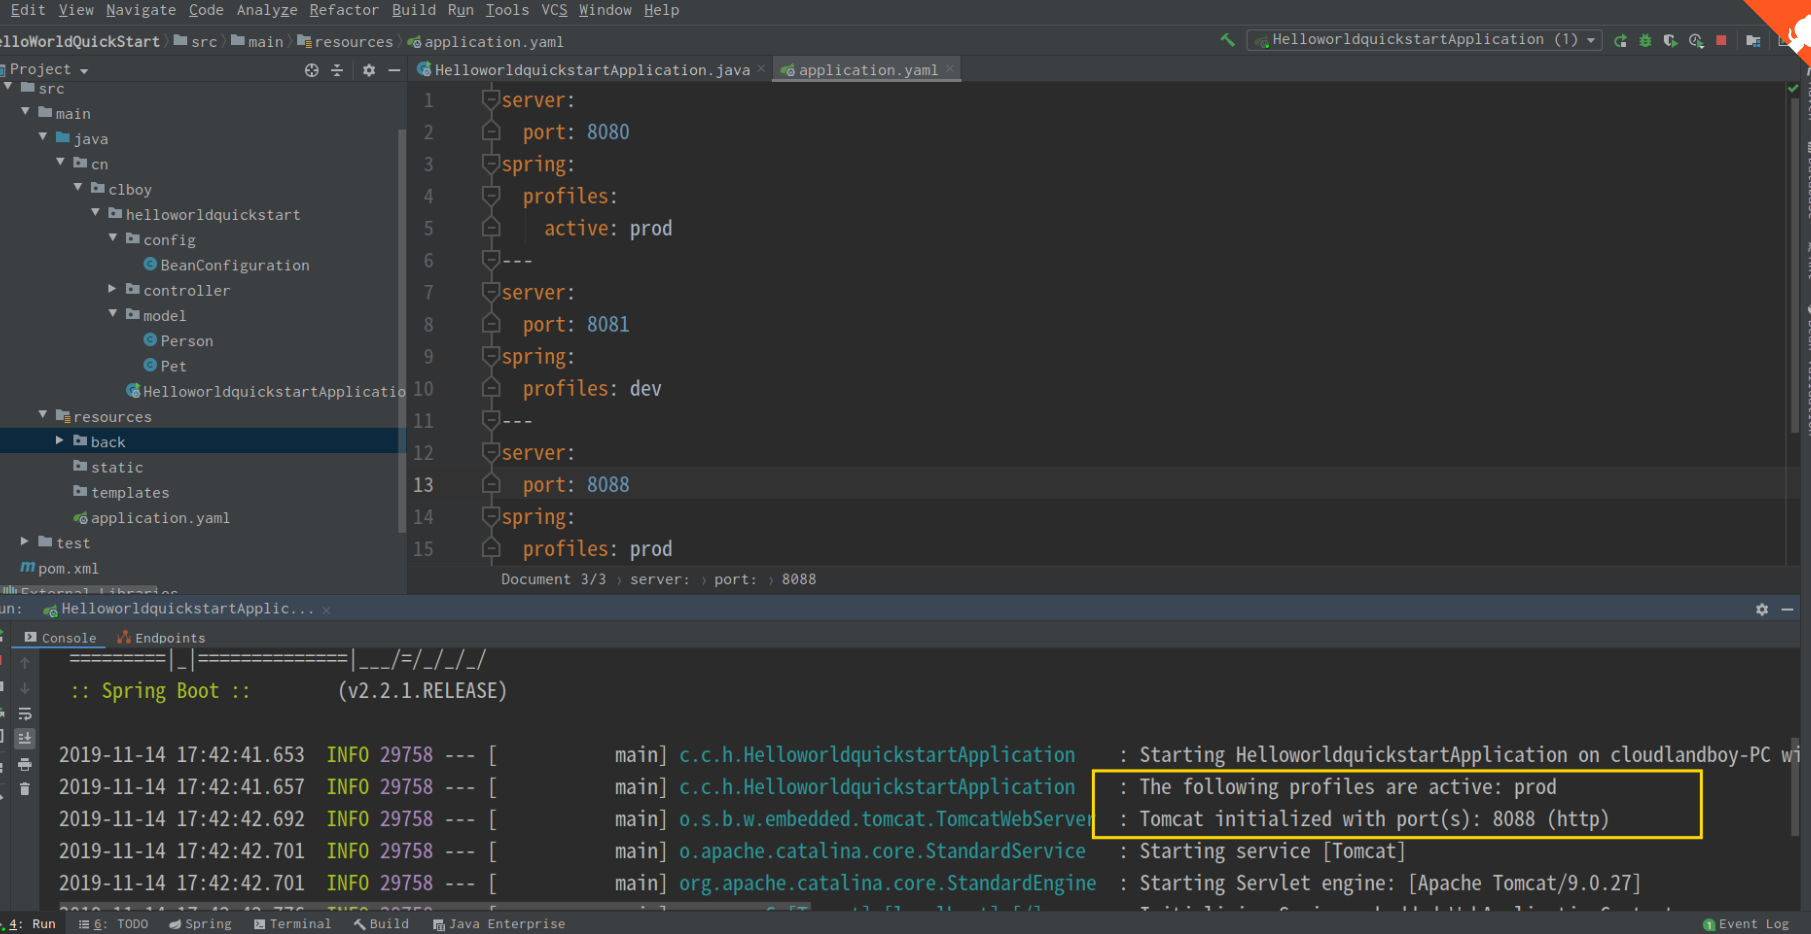 Edit View Navigate Code Analyze Refactor Build Run Tools VCS Window Help
elloWorldQuickStart src main resources application.yaml
HelloworldquickstartApplication (1)
Project
HelloworldquickstartApplication.java
application.yaml
src
main
java
cn
clboy
helloworldquickstart
config
BeanConfiguration
controller
model
Person
Pet
HelloworldquickstartApplicatio
resources
back
static
templates
application.yaml
test
pom.xml
External Libraries
1 server:
2 port: 8080
3 spring:
4 profiles:
5 active: prod
6 ---
7 server:
8 port: 8081
9 spring:
10 profiles: dev
11 ---
12 server:
13 port: 8088
14 spring:
15 profiles: prod
Document 3/3 › server: › port: › 8088
un: HelloworldquickstartApplic...
Console Endpoints
=========|_|==============|___/=/_/_/_/
:: Spring Boot :: (v2.2.1.RELEASE)
2019-11-14 17:42:41.653 INFO 29758 --- [ main] c.c.h.HelloworldquickstartApplication : Starting HelloworldquickstartApplication on cloudlandboy-PC wi
2019-11-14 17:42:41.657 INFO 29758 --- [ main] c.c.h.HelloworldquickstartApplication : The following profiles are active: prod
2019-11-14 17:42:42.692 INFO 29758 --- [ main] o.s.b.w.embedded.tomcat.TomcatWebServer : Tomcat initialized with port(s): 8088 (http)
2019-11-14 17:42:42.701 INFO 29758 --- [ main] o.apache.catalina.core.StandardService : Starting service [Tomcat]
2019-11-14 17:42:42.701 INFO 29758 --- [ main] org.apache.catalina.core.StandardEngine : Starting Servlet engine: [Apache Tomcat/9.0.27]
4: Run 6: TODO Spring Terminal Build Java Enterprise 1 Event Log